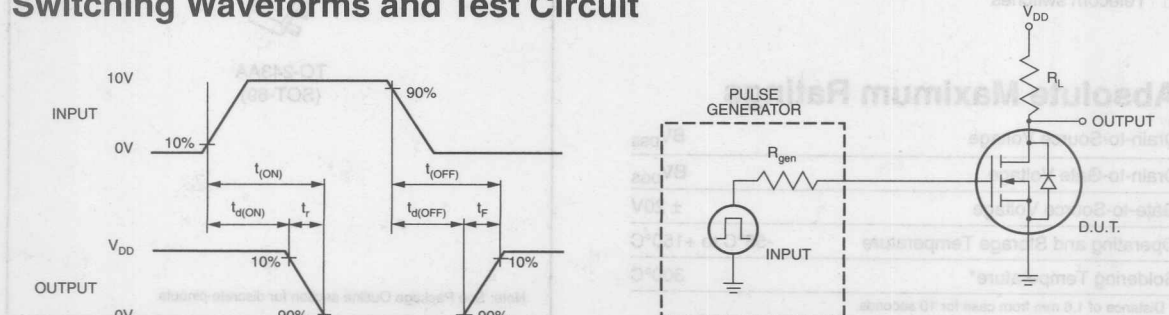 Switching Waveforms and Test Circuit
10V
INPUT
0V
10%
90%
t(ON)
t(OFF)
td(ON)
tr
td(OFF)
tF
VDD
10%
10%
OUTPUT
0V
90%
90%
PULSE
GENERATOR
Rgen
INPUT
VDD
RL
OUTPUT
D.U.T.